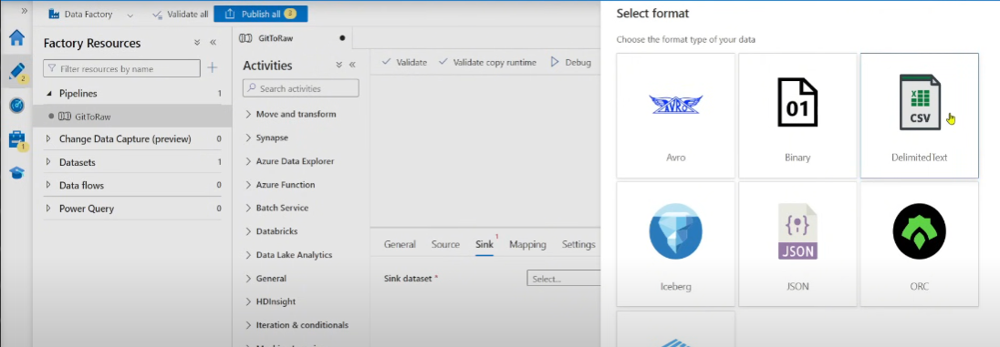 Data Factory
Validate all
Publish all 3
Factory Resources
Filter resources by name
Pipelines 1
GitToRaw
Change Data Capture (preview) 0
Datasets 1
Data flows 0
Power Query 0
2
1
GitToRaw
Activities
Search activities
Move and transform
Synapse
Azure Data Explorer
Azure Function
Batch Service
Databricks
Data Lake Analytics
General
HDInsight
Iteration & conditionals
Validate
Validate copy runtime
Debug
General
Source
Sink 1
Mapping
Settings
Sink dataset *
Select...
Select format
Choose the format type of your data
AVRO
Avro
01
Binary
CSV
DelimitedText
Iceberg
JSON
JSON
ORC